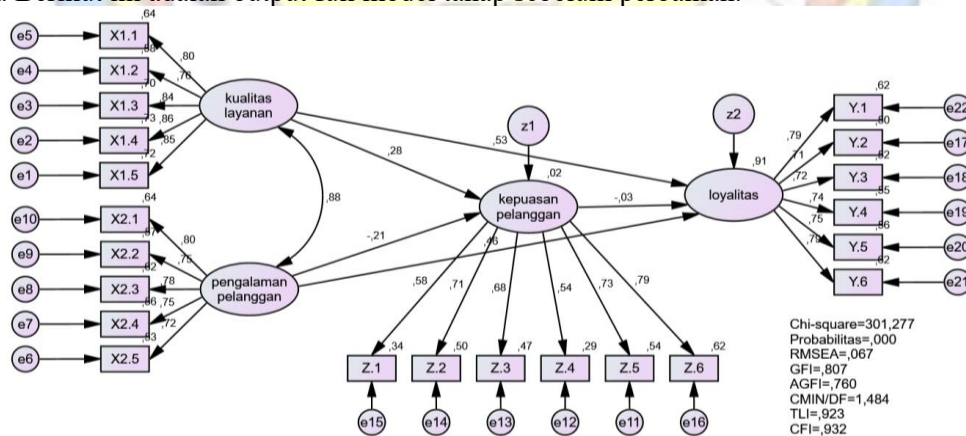 e5 X1.1 ,64
e4 X1.2
e3 X1.3 ,70
e2 X1.4 ,73
e1 X1.5 ,72
,80
,76
,84
,86
,85
kualitas
layanan
e10 X2.1 ,64
e9 X2.2
e8 X2.3 ,62
e7 X2.4
e6 X2.5 ,53
,80
,75
,78
,75
,72
pengalaman
pelanggan
,88
,28
-,21
,53
,46
z1
,02
kepuasan
pelanggan
-,03
z2
,91
loyalitas
,58
,71
,68
,54
,73
,79
Z.1 ,34
Z.2 ,50
Z.3 ,47
Z.4 ,29
Z.5 ,54
Z.6 ,62
e15
e14
e13
e12
e11
e16
,79
,71
,72
,74
,75
Y.1 ,62 e22
Y.2 e17
Y.3 e18
Y.4 e19
Y.5 e20
Y.6 ,62 e21
Chi-square=301,277
Probabilitas=,000
RMSEA=,067
GFI=,807
AGFI=,760
CMIN/DF=1,484
TLI=,923
CFI=,932